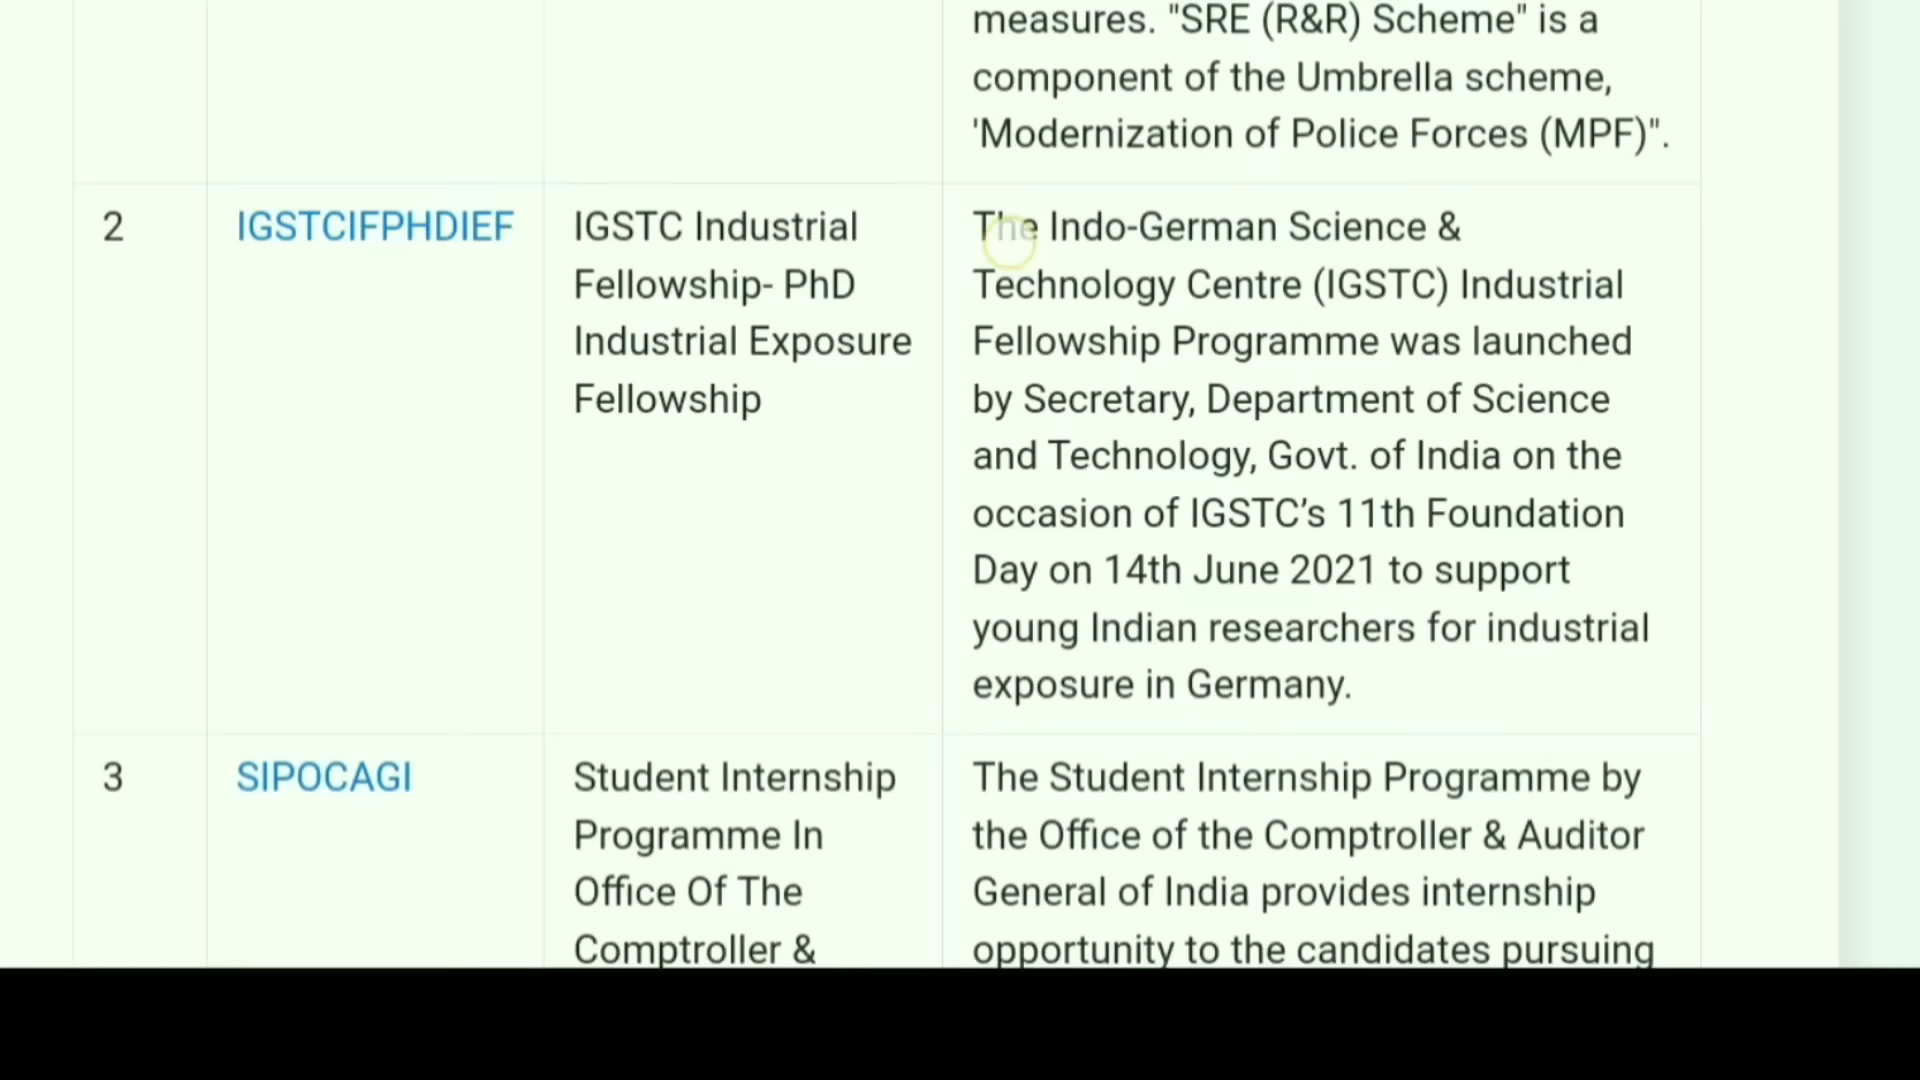 measures. "SRE (R&R) Scheme" is a
component of the Umbrella scheme,
'Modernization of Police Forces (MPF)".
2
IGSTCIFPHDIEF
IGSTC Industrial
Fellowship- PhD
Industrial Exposure
Fellowship
The Indo-German Science &
Technology Centre (IGSTC) Industrial
Fellowship Programme was launched
by Secretary, Department of Science
and Technology, Govt. of India on the
occasion of IGSTC’s 11th Foundation
Day on 14th June 2021 to support
young Indian researchers for industrial
exposure in Germany.
3
SIPOCAGI
Student Internship
Programme In
Office Of The
Comptroller &
The Student Internship Programme by
the Office of the Comptroller & Auditor
General of India provides internship
opportunity to the candidates pursuing